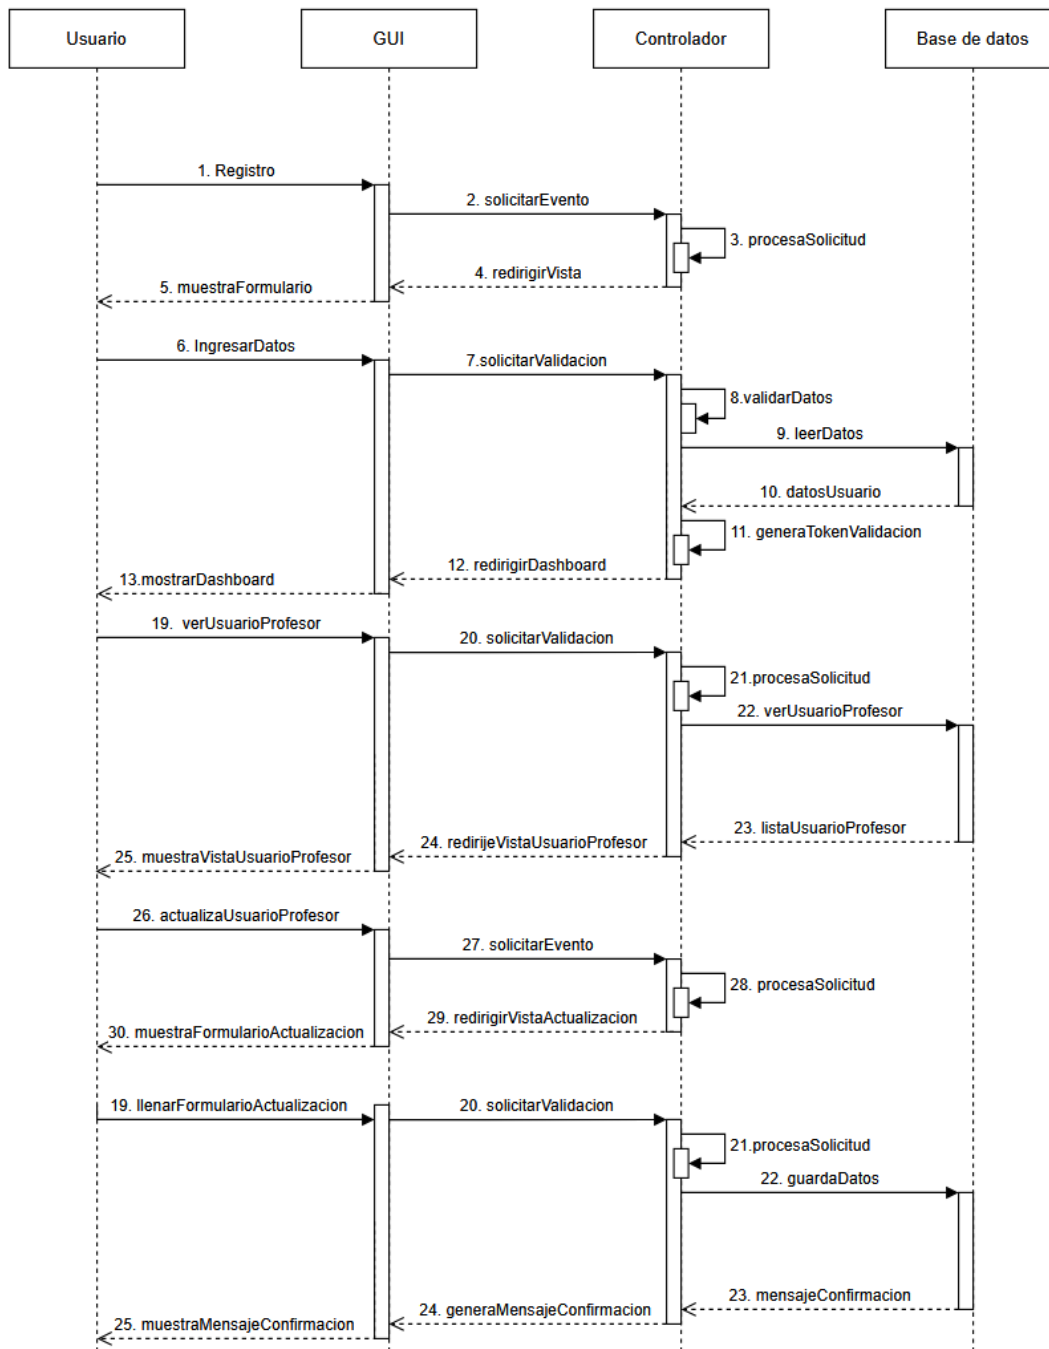 Usuario
GUI
Controlador
Base de datos
1. Registro
2. solicitarEvento
3. procesaSolicitud
4. redirigirVista
5. muestraFormulario
6. IngresarDatos
7.solicitarValidacion
8.validarDatos
9. leerDatos
10. datosUsuario
11. generaTokenValidacion
12. redirigirDashboard
13.mostrarDashboard
19. verUsuarioProfesor
20. solicitarValidacion
21.procesaSolicitud
22. verUsuarioProfesor
23. listaUsuarioProfesor
24. redirijeVistaUsuarioProfesor
25. muestraVistaUsuarioProfesor
26. actualizaUsuarioProfesor
27. solicitarEvento
28. procesaSolicitud
29. redirigirVistaActualizacion
30. muestraFormularioActualizacion
19. llenarFormularioActualizacion
20. solicitarValidacion
21.procesaSolicitud
22. guardaDatos
23. mensajeConfirmacion
24. generaMensajeConfirmacion
25. muestraMensajeConfirmacion